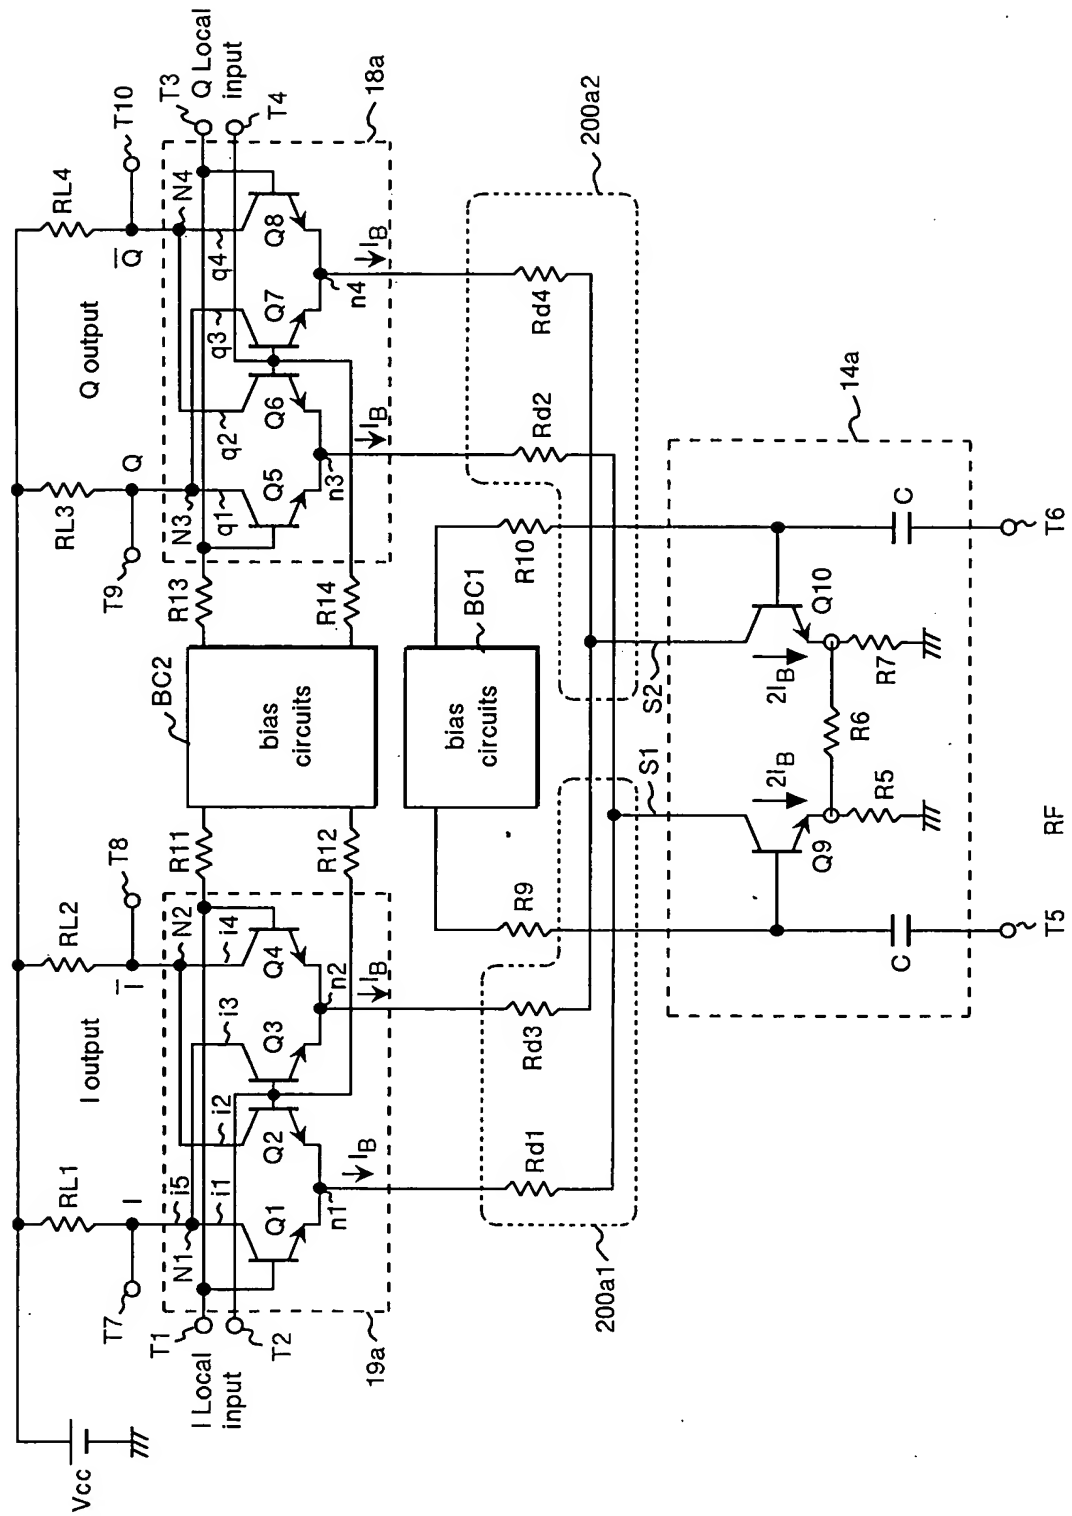 Vcc
RL1
RL2
RL3
RL4
I output
Q output
T7
I
I
T8
T9
Q
Q
T10
T1
I Local
input
T2
N1
i5
i1
i2
i3
i4
N2
Q1
Q2
Q3
Q4
n1
n2
IB
IB
19a
R11
R12
BC2
bias
circuits
R13
R14
N3
q1
q2
q3
q4
N4
Q5
Q6
Q7
Q8
n3
n4
IB
IB
T3
Q Local
input
T4
18a
BC1
bias
circuits
R9
R10
Rd1
Rd3
200a1
Rd2
Rd4
200a2
S1
S2
Q9
Q10
2IB
2IB
R5
R6
R7
14a
C
C
T5
RF
T6